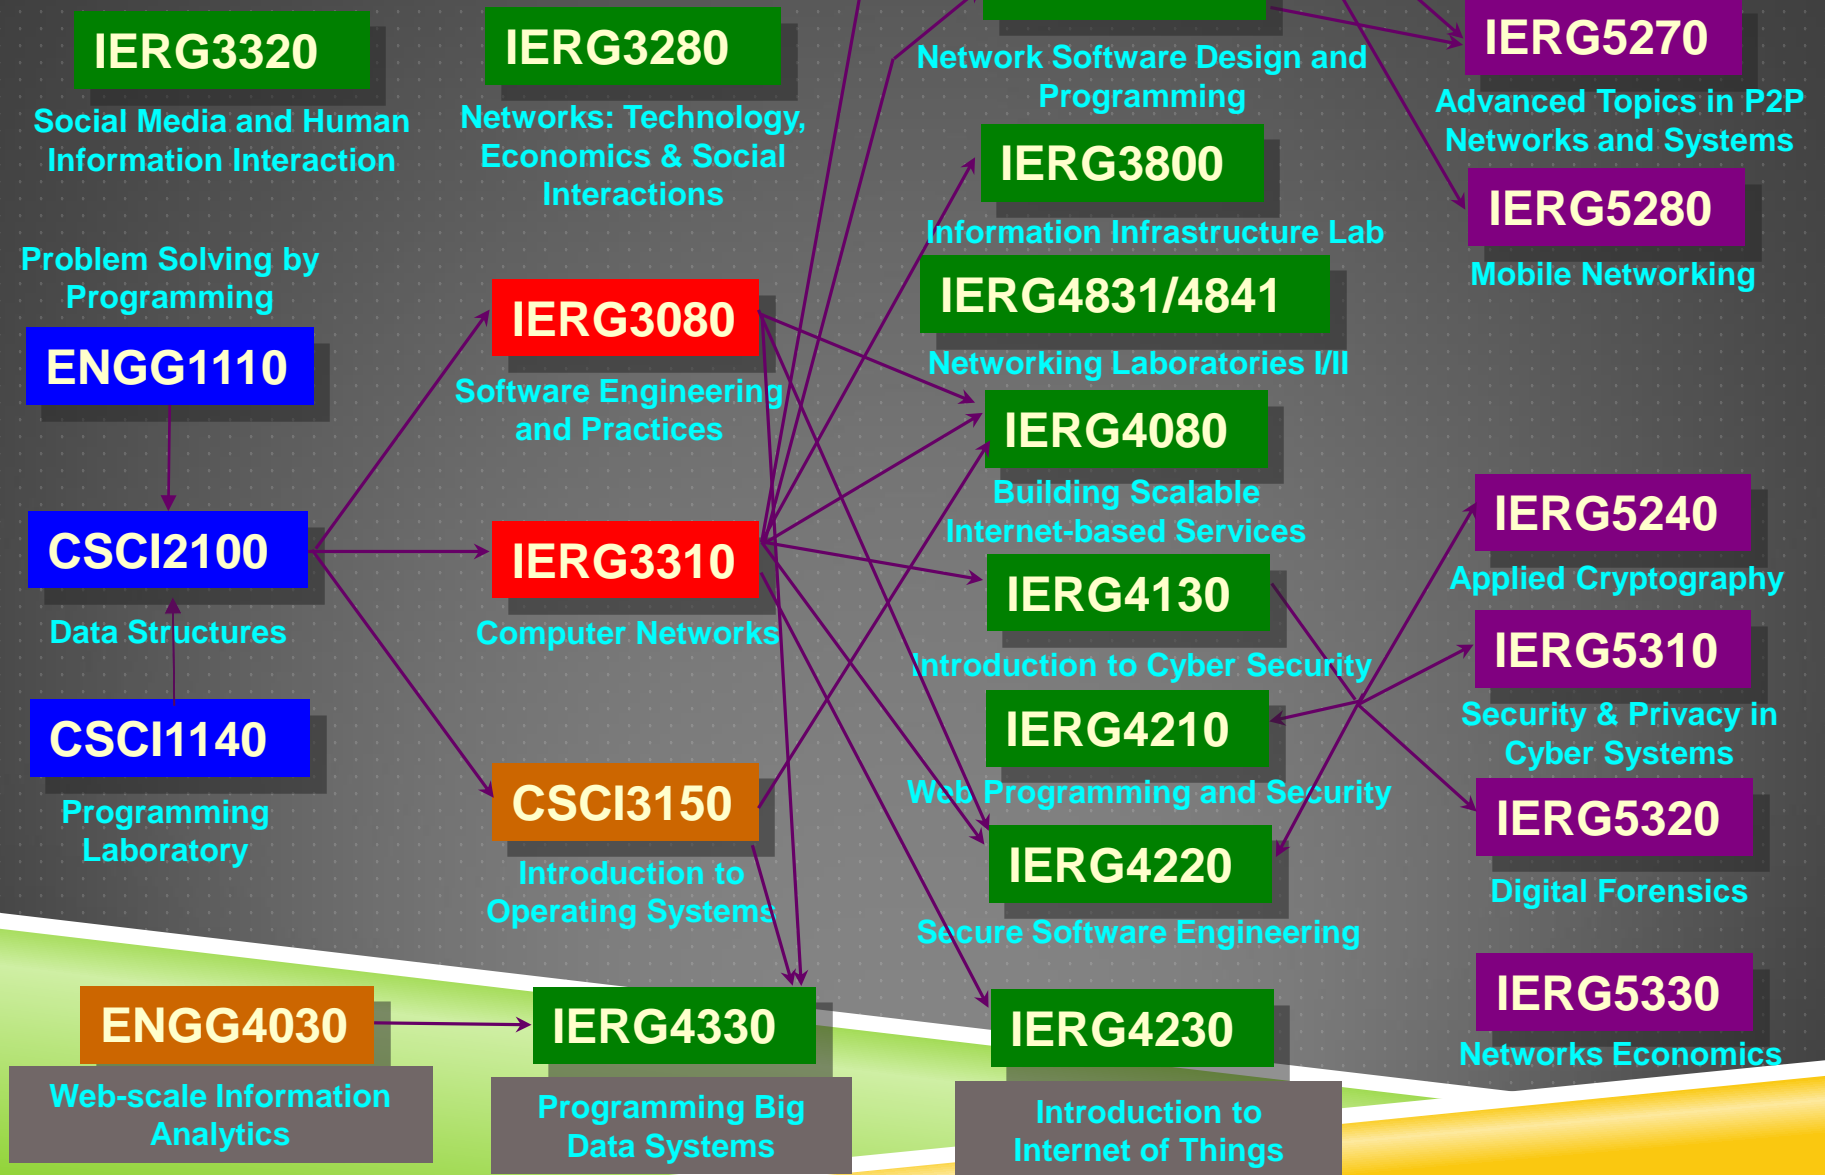 IERG3320
Social Media and Human
Information Interaction
Problem Solving by
Programming
ENGG1110
CSCI2100
Data Structures
CSCI1140
Programming
Laboratory
ENGG4030
Web-scale Information
Analytics
IERG3280
Networks: Technology,
Economics & Social
Interactions
IERG3080
Software Engineering
and Practices
IERG3310
Computer Networks
CSCI3150
Introduction to
Operating Systems
IERG4330
Programming Big
Data Systems
Network Software Design and
Programming
IERG3800
Information Infrastructure Lab
IERG4831/4841
Networking Laboratories I/II
IERG4080
Building Scalable
Internet-based Services
IERG4130
Introduction to Cyber Security
IERG4210
Web Programming and Security
IERG4220
Secure Software Engineering
IERG4230
Introduction to
Internet of Things
IERG5270
Advanced Topics in P2P
Networks and Systems
IERG5280
Mobile Networking
IERG5240
Applied Cryptography
IERG5310
Security & Privacy in
Cyber Systems
IERG5320
Digital Forensics
IERG5330
Networks Economics